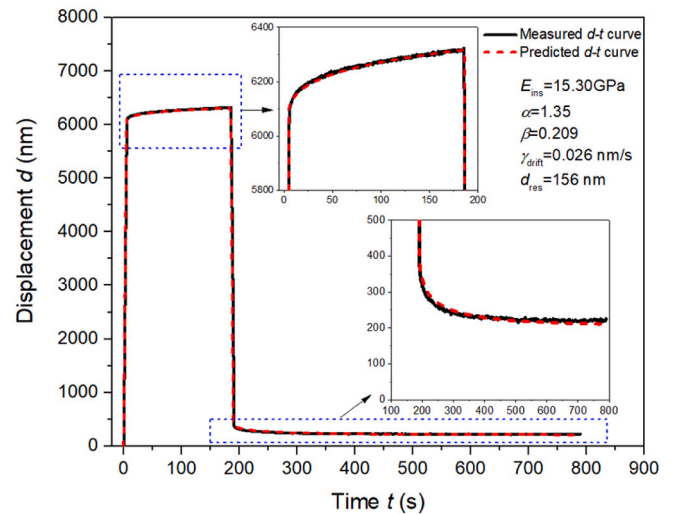 8000
7000
6000
5000
4000
3000
2000
1000
0
Displacement d (nm)
0 100 200 300 400 500 600 700 800 900
Time t (s)
6400
6200
6000
5800
0 50 100 150 200
Measured d-t curve
Predicted d-t curve
E_ins=15.30GPa
α=1.35
β=0.209
γ_drift=0.026 nm/s
d_res=156 nm
500
400
300
200
100
0
100 200 300 400 500 600 700 800